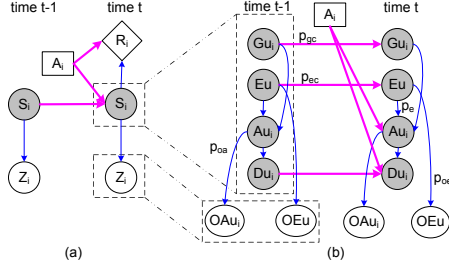 time t-1
time t
R_i
A_i
S_i
S_i
Z_i
Z_i
(a)
time t-1
A_i
time t
Gu_i
p_gc
Gu_i
Eu
p_ec
Eu
p_e
Au_i
Au_i
p_oa
Du_i
Du_i
p_oe
OAu_i
OEu
OAu_i
OEu
(b)